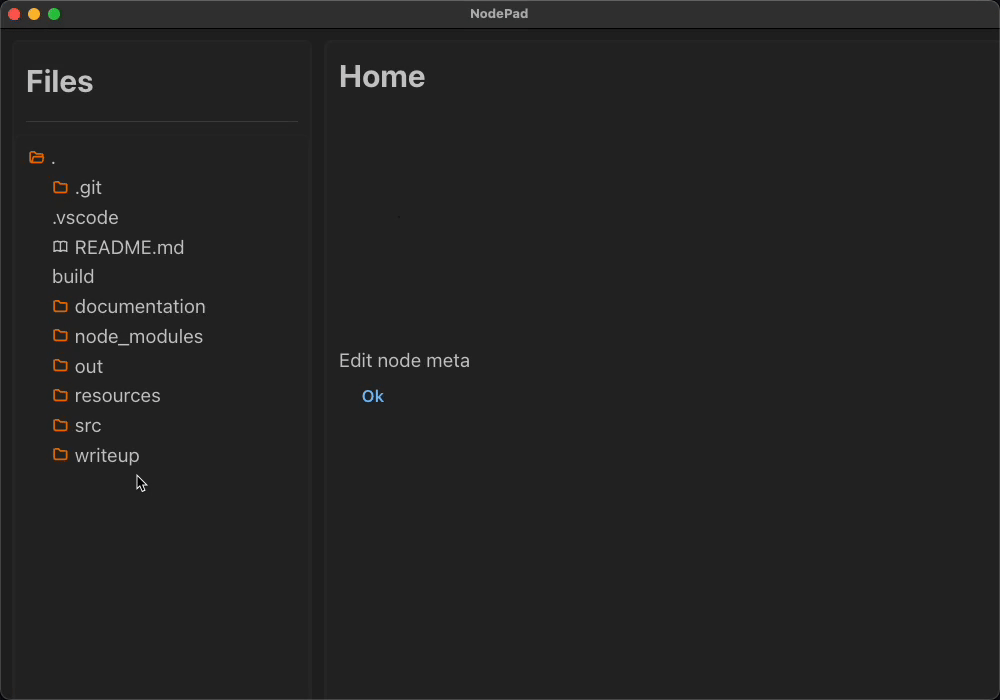 NodePad
Files
.
.git
.vscode
README.md
build
documentation
node_modules
out
resources
src
writeup
Home
Edit node meta
Ok